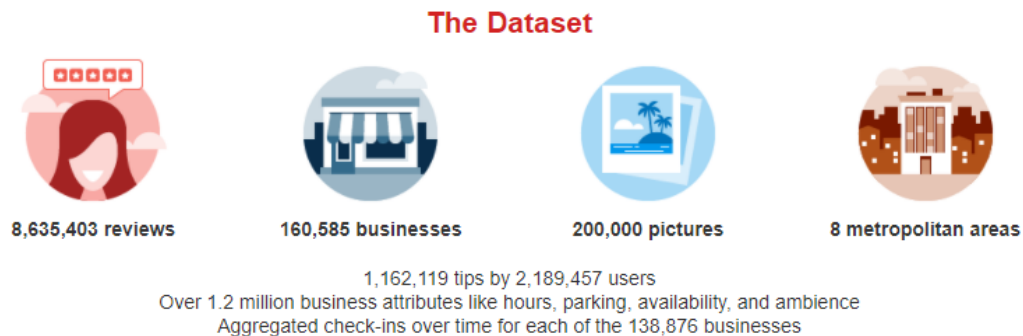 The Dataset
8,635,403 reviews
160,585 businesses
200,000 pictures
8 metropolitan areas
1,162,119 tips by 2,189,457 users
Over 1.2 million business attributes like hours, parking, availability, and ambience
Aggregated check-ins over time for each of the 138,876 businesses